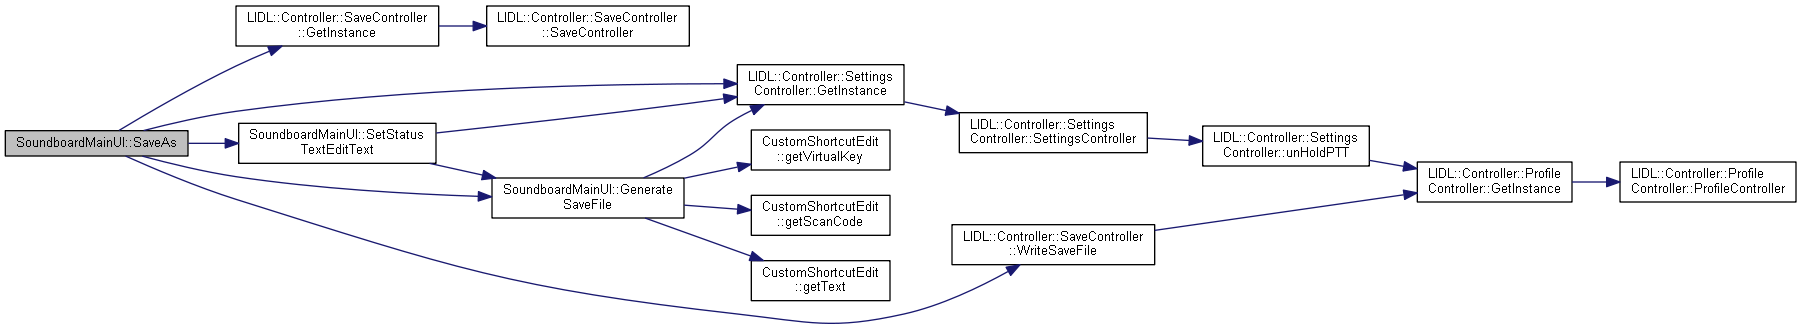 SoundboardMainUI::SaveAs
LIDL::Controller::SaveController
::GetInstance
LIDL::Controller::SaveController
::SaveController
SoundboardMainUI::SetStatus
TextEditText
SoundboardMainUI::Generate
SaveFile
LIDL::Controller::Settings
Controller::GetInstance
CustomShortcutEdit
::getVirtualKey
CustomShortcutEdit
::getScanCode
CustomShortcutEdit
::getText
LIDL::Controller::Settings
Controller::SettingsController
LIDL::Controller::SaveController
::WriteSaveFile
LIDL::Controller::Settings
Controller::unHoldPTT
LIDL::Controller::Profile
Controller::GetInstance
LIDL::Controller::Profile
Controller::ProfileController